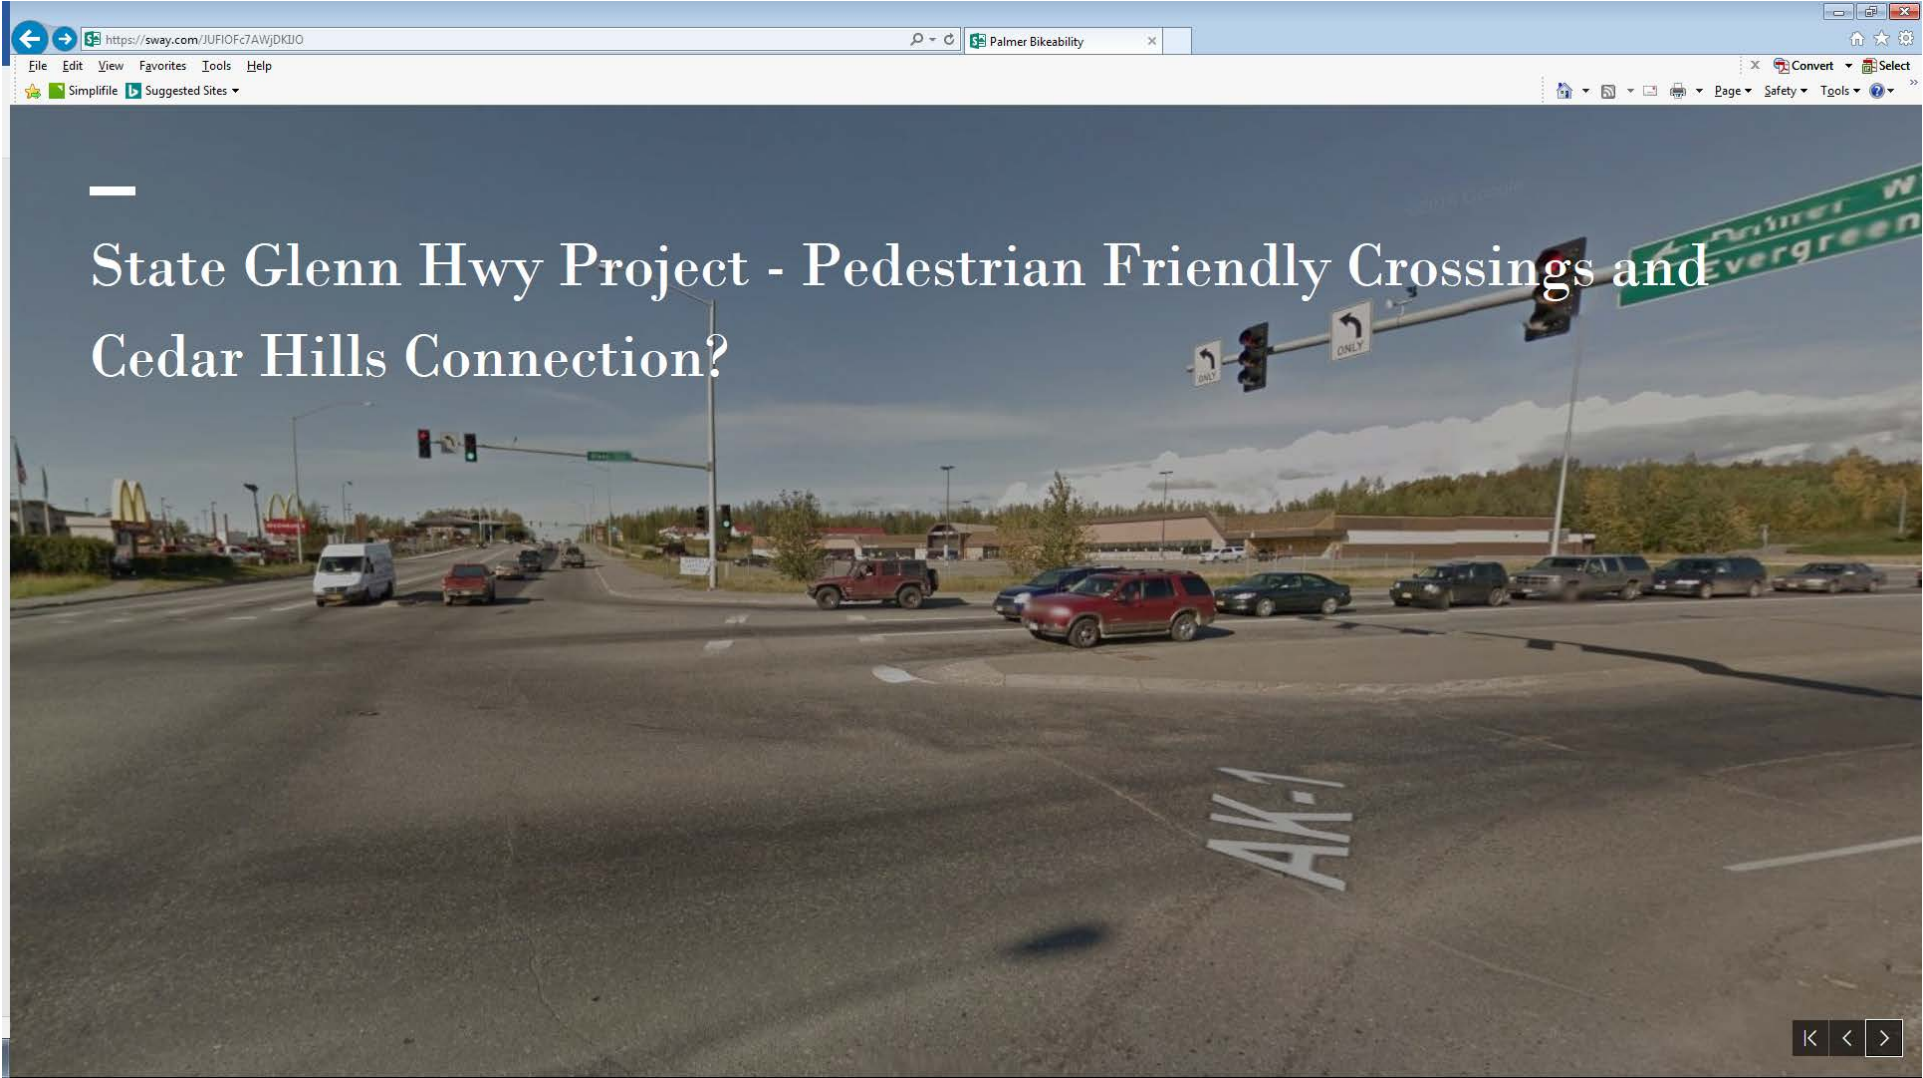 https://sway.com/JUFIOFc7AWjDKIJO
Palmer Bikeability
File Edit View Favorites Tools Help
Convert Select
Simplifile Suggested Sites
Page Safety Tools
State Glenn Hwy Project - Pedestrian Friendly Crossings and
Cedar Hills Connection?
Evergreen
ONLY
ONLY
AK-1